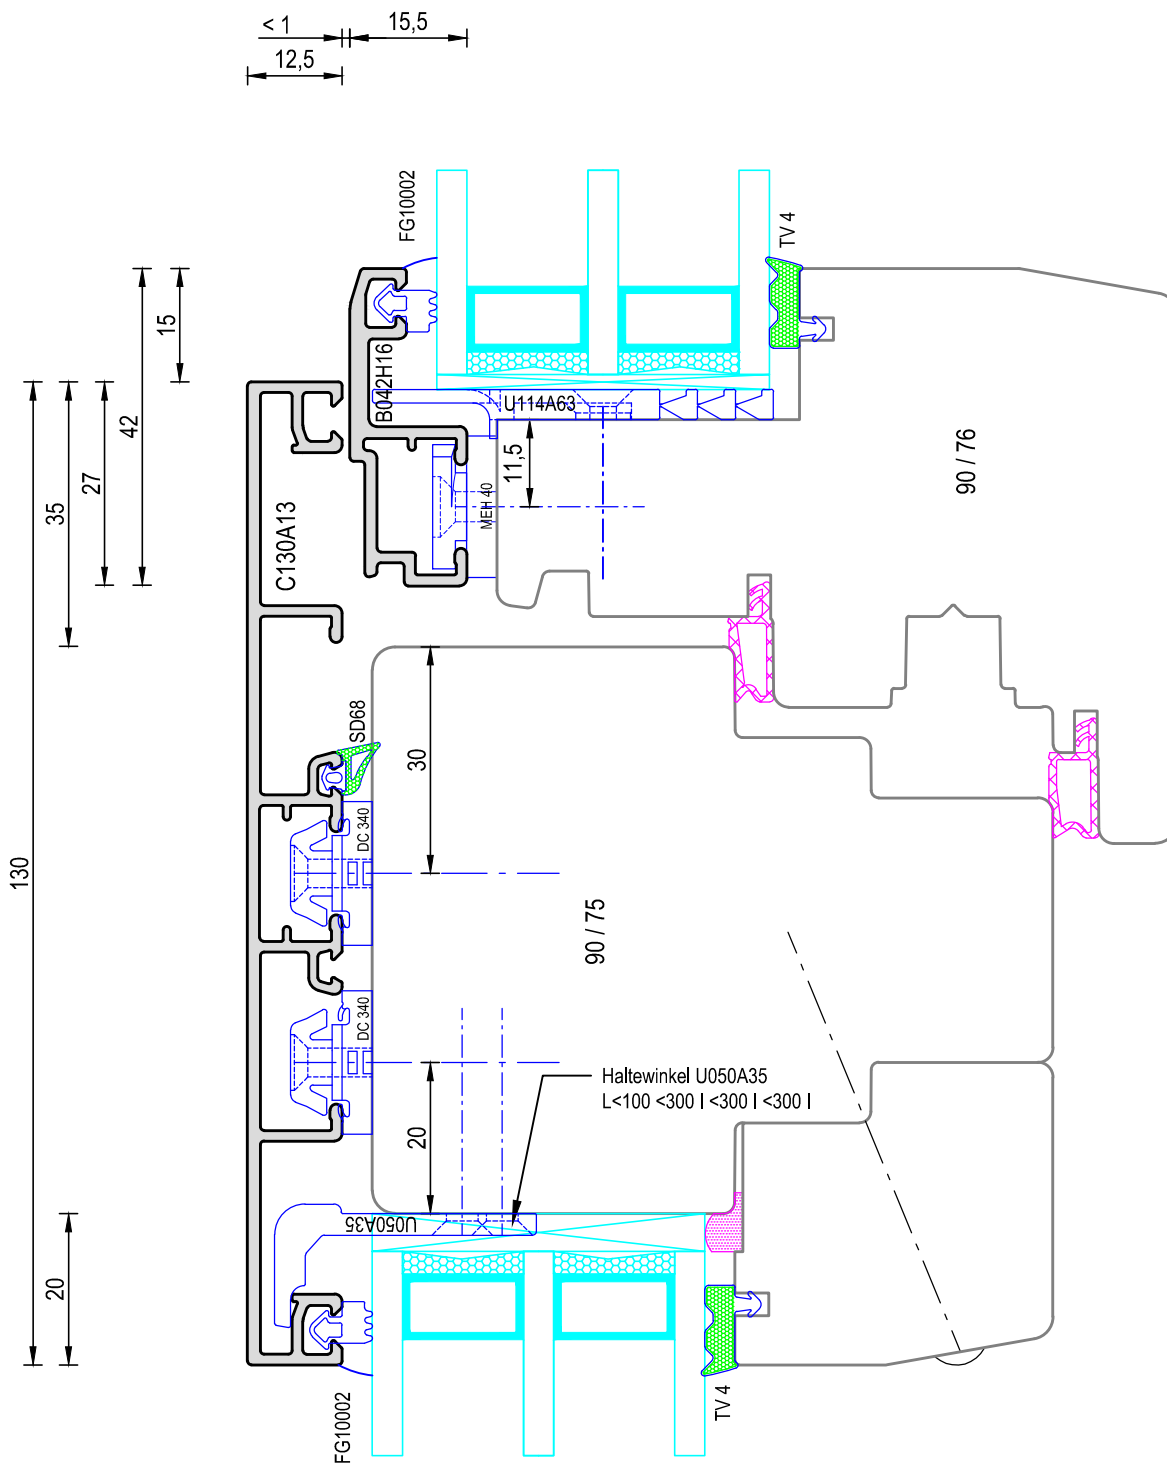 < 1
15,5
12,5
FG10002
TV 4
15
42
27
35
B042H16
U114A63
11,5
MEH 40
90 / 76
C130A13
SD68
30
DC 340
130
90 / 75
DC 340
Haltewinkel U050A35
L<100 <300 | <300 | <300 |
20
U050A35
20
FG10002
TV 4